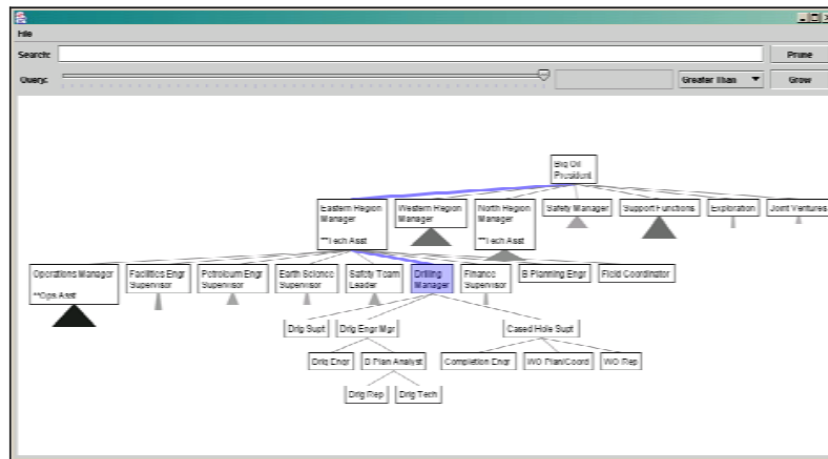 File
Search:
Prune
Query:
Greater Than
Grow
Big Oil
President
Eastern Region
Manager
**Tech Asst
Western Region
Manager
North Region
Manager
**Tech Asst
Safety Manager
Support Functions
Exploration
Joint Ventures
Operations Manager
**Ops Asst
Facilities Engr
Supervisor
Petroleum Engr
Supervisor
Earth Science
Supervisor
Safety Team
Leader
Drilling
Manager
Finance
Supervisor
B Planning Engr
Field Coordinator
Drlg Supt
Drlg Engr Mgr
Cased Hole Supt
Drlg Engr
B Plan Analyst
Completion Engr
WO Plan/Coord
WO Rep
Drlg Rep
Drlg Tech